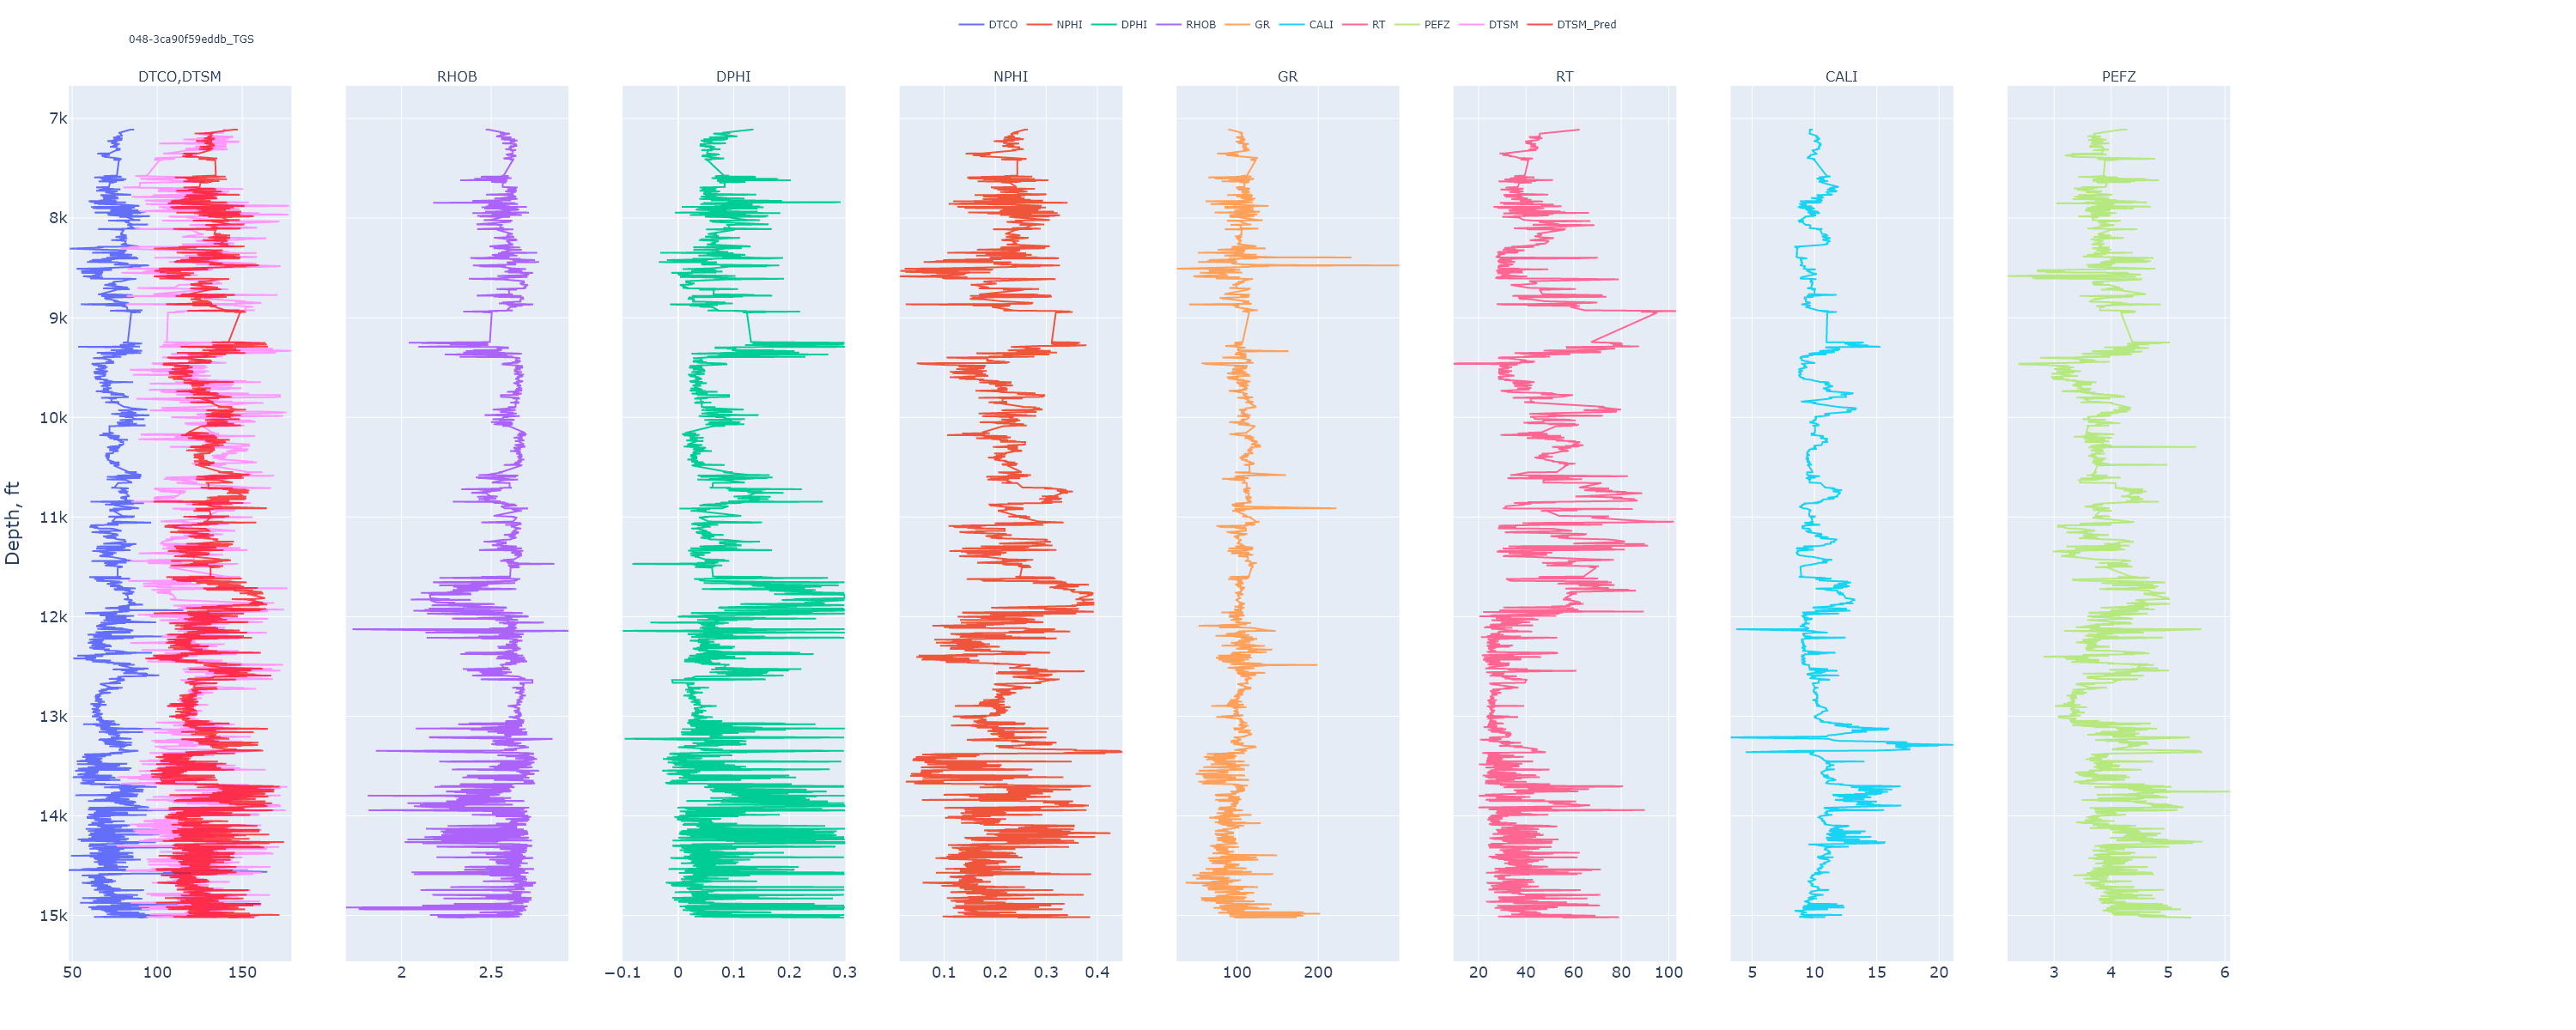 DTCO NPHI DPHI RHOB GR CALI RT PEFZ DTSM DTSM_Pred
048-3ca90f59eddb_TGS
DTCO,DTSM RHOB DPHI NPHI GR RT CALI PEFZ
Depth, ft
7k
8k
9k
10k
11k
12k
13k
14k
15k
50 100 150 2 2.5 −0.1 0 0.1 0.2 0.3 0.1 0.2 0.3 0.4 100 200 20 40 60 80 100 5 10 15 20 3 4 5 6